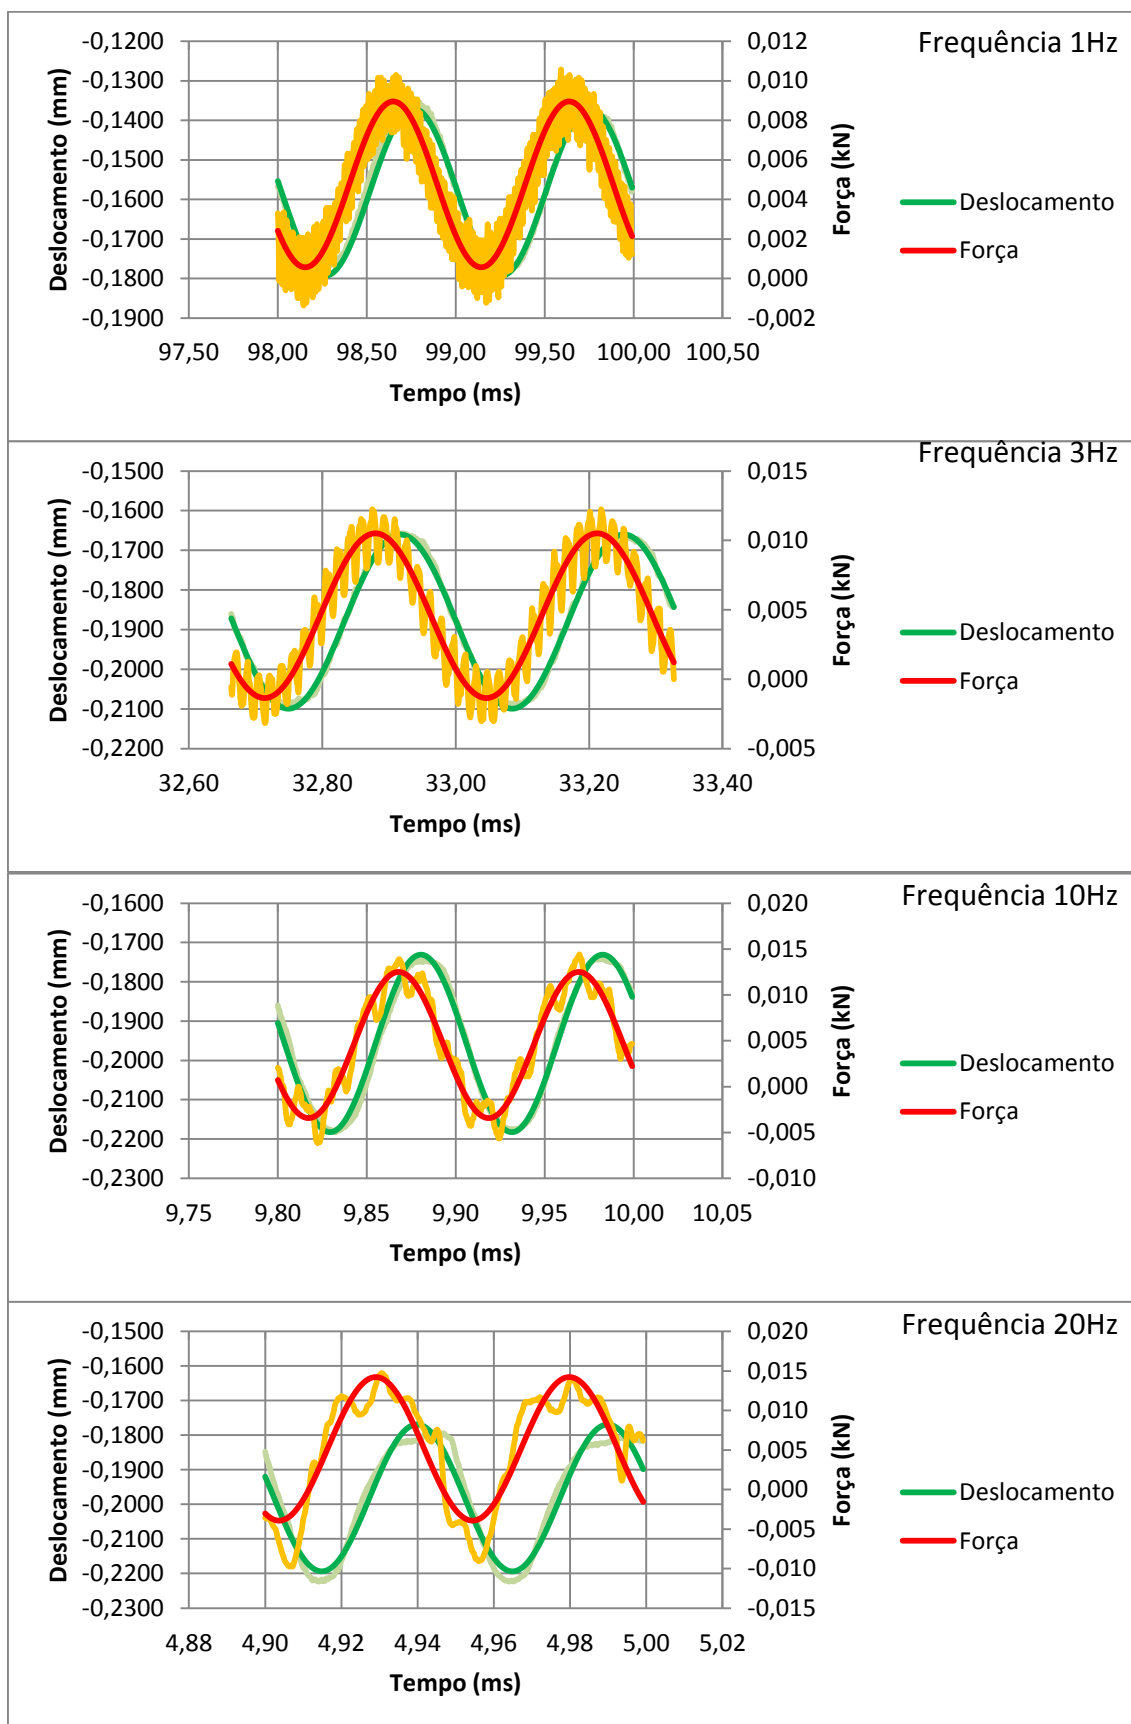 Frequência 1Hz
Deslocamento (mm)
-0,1200
-0,1300
-0,1400
-0,1500
-0,1600
-0,1700
-0,1800
-0,1900
0,012
0,010
0,008
0,006
0,004
0,002
0,000
-0,002
Força (kN)
Deslocamento
Força
97,50 98,00 98,50 99,00 99,50 100,00 100,50
Tempo (ms)
Frequência 3Hz
Deslocamento (mm)
-0,1500
-0,1600
-0,1700
-0,1800
-0,1900
-0,2000
-0,2100
-0,2200
0,015
0,010
0,005
0,000
-0,005
Força (kN)
Deslocamento
Força
32,60 32,80 33,00 33,20 33,40
Tempo (ms)
Frequência 10Hz
Deslocamento (mm)
-0,1600
-0,1700
-0,1800
-0,1900
-0,2000
-0,2100
-0,2200
-0,2300
0,020
0,015
0,010
0,005
0,000
-0,005
-0,010
Força (kN)
Deslocamento
Força
9,75 9,80 9,85 9,90 9,95 10,00 10,05
Tempo (ms)
Frequência 20Hz
Deslocamento (mm)
-0,1500
-0,1600
-0,1700
-0,1800
-0,1900
-0,2000
-0,2100
-0,2200
-0,2300
0,020
0,015
0,010
0,005
0,000
-0,005
-0,010
-0,015
Força (kN)
Deslocamento
Força
4,88 4,90 4,92 4,94 4,96 4,98 5,00 5,02
Tempo (ms)